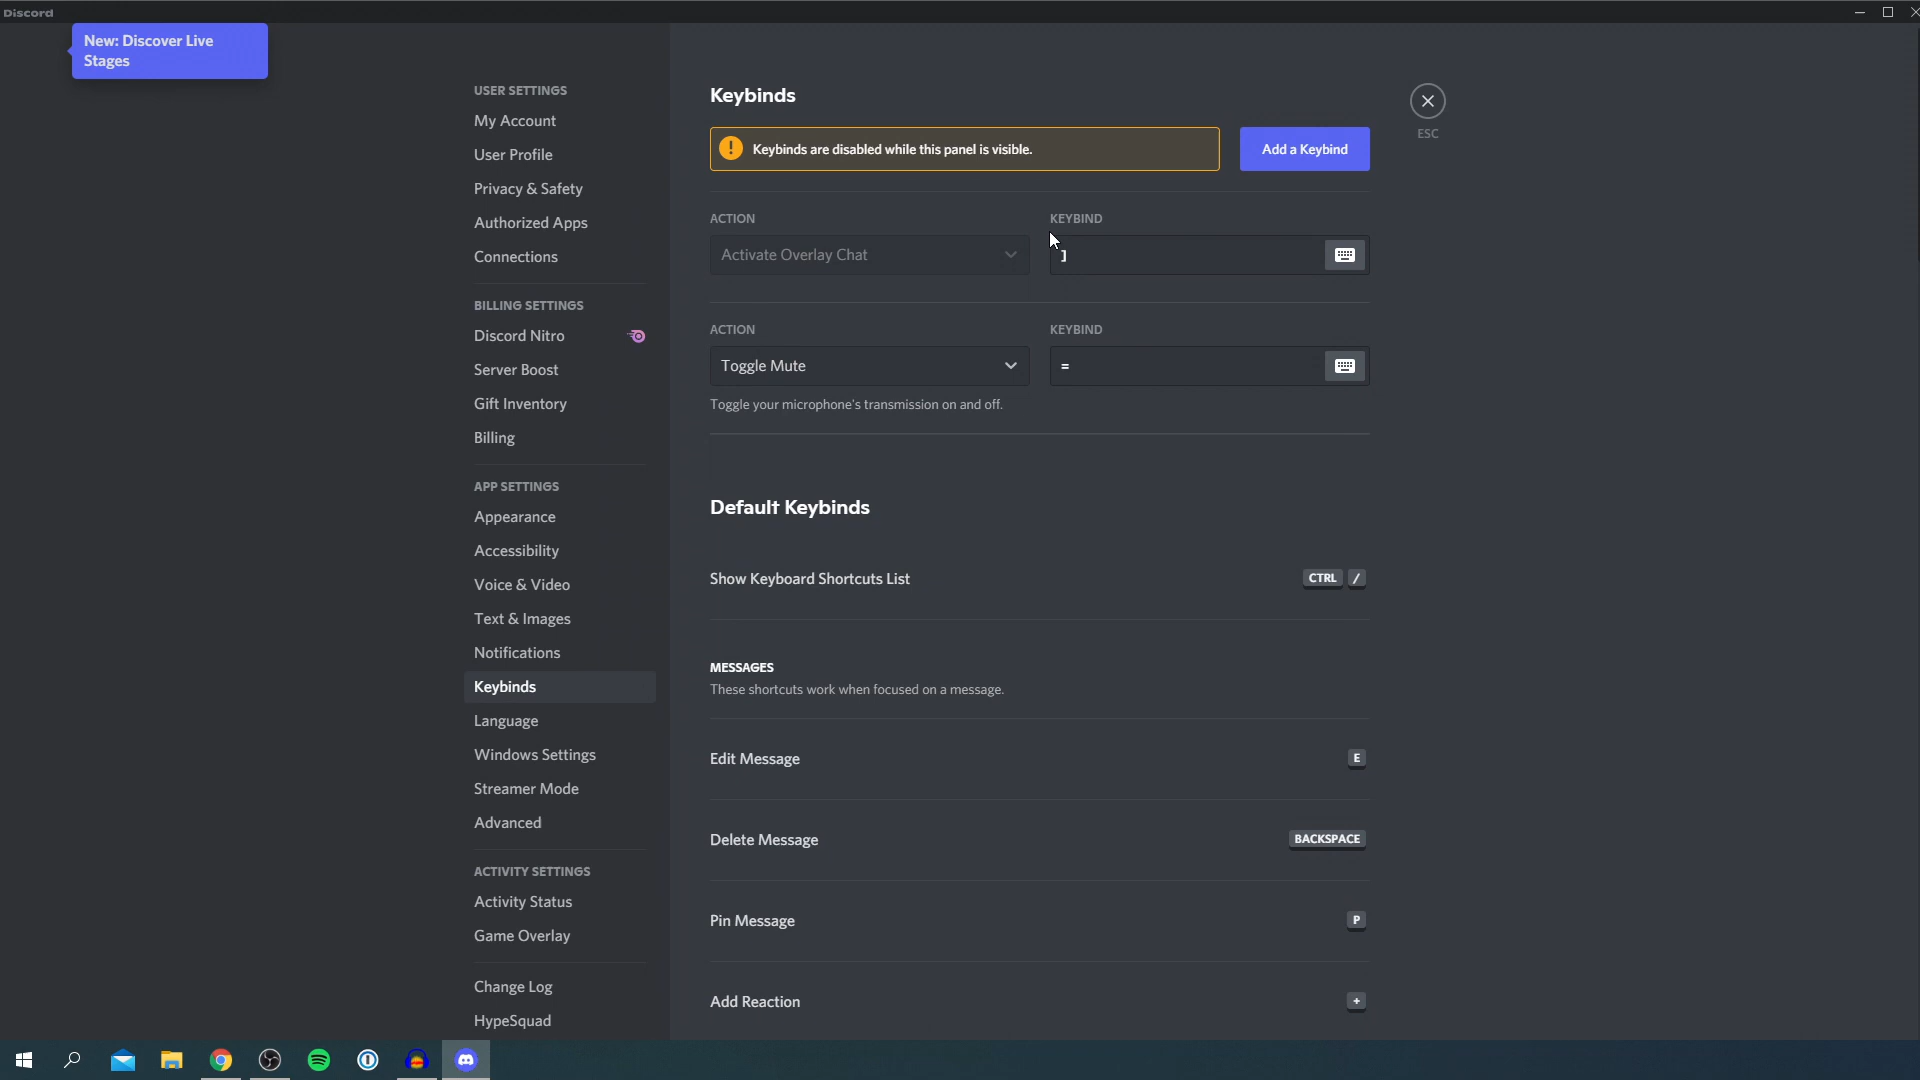 Discord
New: Discover Live
Stages
USER SETTINGS
My Account
User Profile
Privacy & Safety
Authorized Apps
Connections
BILLING SETTINGS
Discord Nitro
Server Boost
Gift Inventory
Billing
APP SETTINGS
Appearance
Accessibility
Voice & Video
Text & Images
Notifications
Keybinds
Language
Windows Settings
Streamer Mode
Advanced
ACTIVITY SETTINGS
Activity Status
Game Overlay
Change Log
HypeSquad
Keybinds
Keybinds are disabled while this panel is visible.
Add a Keybind
ESC
ACTION KEYBIND
Activate Overlay Chat ]
ACTION KEYBIND
Toggle Mute =
Toggle your microphone's transmission on and off.
Default Keybinds
Show Keyboard Shortcuts List CTRL /
MESSAGES
These shortcuts work when focused on a message.
Edit Message E
Delete Message BACKSPACE
Pin Message P
Add Reaction +